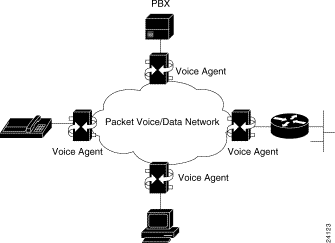 PBX
Voice Agent
Packet Voice/Data Network
Voice Agent
Voice Agent
Voice Agent
24123